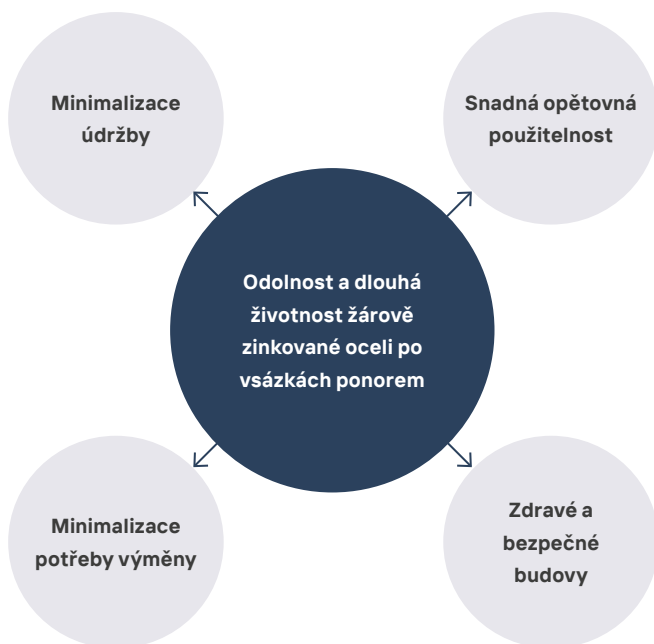 Minimalizace
údržby
Snadná opětovná
použitelnost
Odolnost a dlouhá
životnost žárově
zinkované oceli po
vsázkách ponorem
Minimalizace
potřeby výměny
Zdravé a
bezpečné
budovy